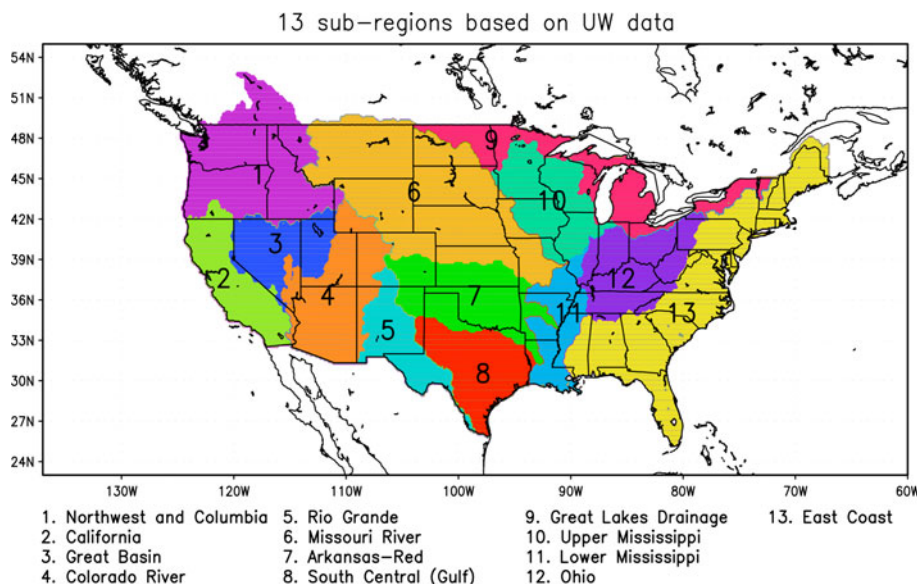 13 sub-regions based on UW data
54N
51N
48N
45N
42N
39N
36N
33N
30N
27N
24N
1
2
3
4
5
6
7
8
9
10
11
12
13
130W 120W 110W 100W 90W 80W 70W 60W
1. Northwest and Columbia 5. Rio Grande 9. Great Lakes Drainage 13. East Coast
2. California 6. Missouri River 10. Upper Mississippi
3. Great Basin 7. Arkansas-Red 11. Lower Mississippi
4. Colorado River 8. South Central (Gulf) 12. Ohio